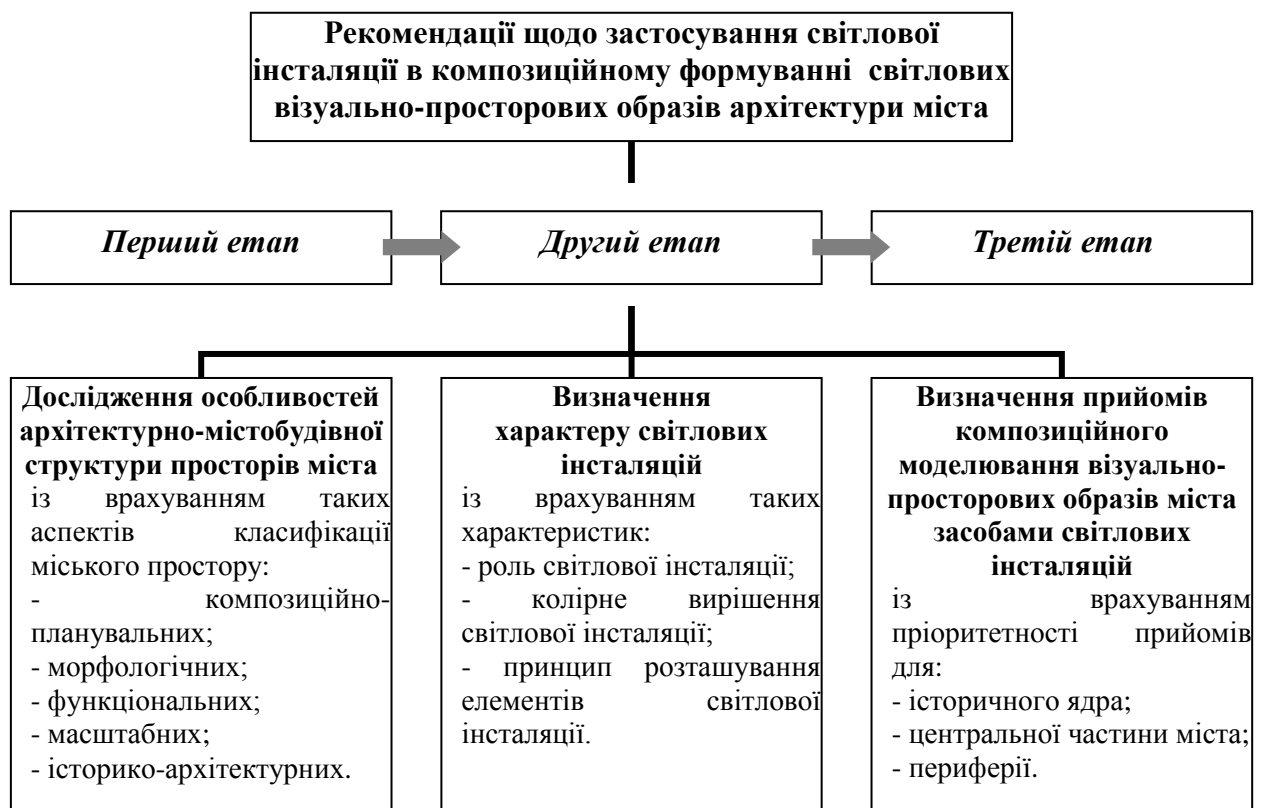 Рекомендації щодо застосування світлової
інсталяції в композиційному формуванні світлових
візуально-просторових образів архітектури міста
Перший етап
Другий етап
Третій етап
Дослідження особливостей
архітектурно-містобудівної
структури просторів міста
із врахуванням таких
аспектів класифікації
міського простору:
- композиційно-
планувальних;
- морфологічних;
- функціональних;
- масштабних;
- історико-архітектурних.
Визначення
характеру світлових
інсталяцій
із врахуванням таких
характеристик:
- роль світлової інсталяції;
- колірне вирішення
світлової інсталяції;
- принцип розташування
елементів світлової
інсталяції.
Визначення прийомів
композиційного
моделювання візуально-
просторових образів міста
засобами світлових
інсталяцій
із врахуванням
пріоритетності прийомів
для:
- історичного ядра;
- центральної частини міста;
- периферії.